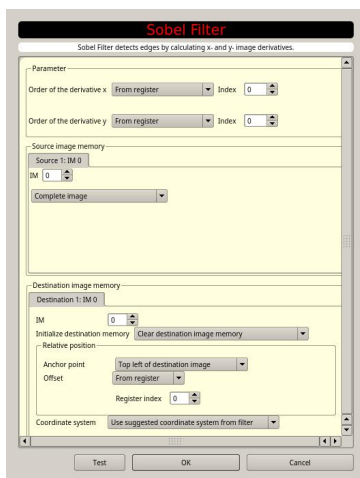 Sobel Filter
Sobel Filter detects edges by calculating x- and y- image derivatives.
Parameter
Order of the derivative x From register Index 0
Order of the derivative y From register Index 0
Source image memory
Source 1: IM 0
IM 0
Complete image
Destination image memory
Destination 1: IM 0
IM 0
Initialize destination memory Clear destination image memory
Relative position
Anchor point Top left of destination image
Offset From register
Register index 0
Coordinate system Use suggested coordinate system from filter
Test OK Cancel